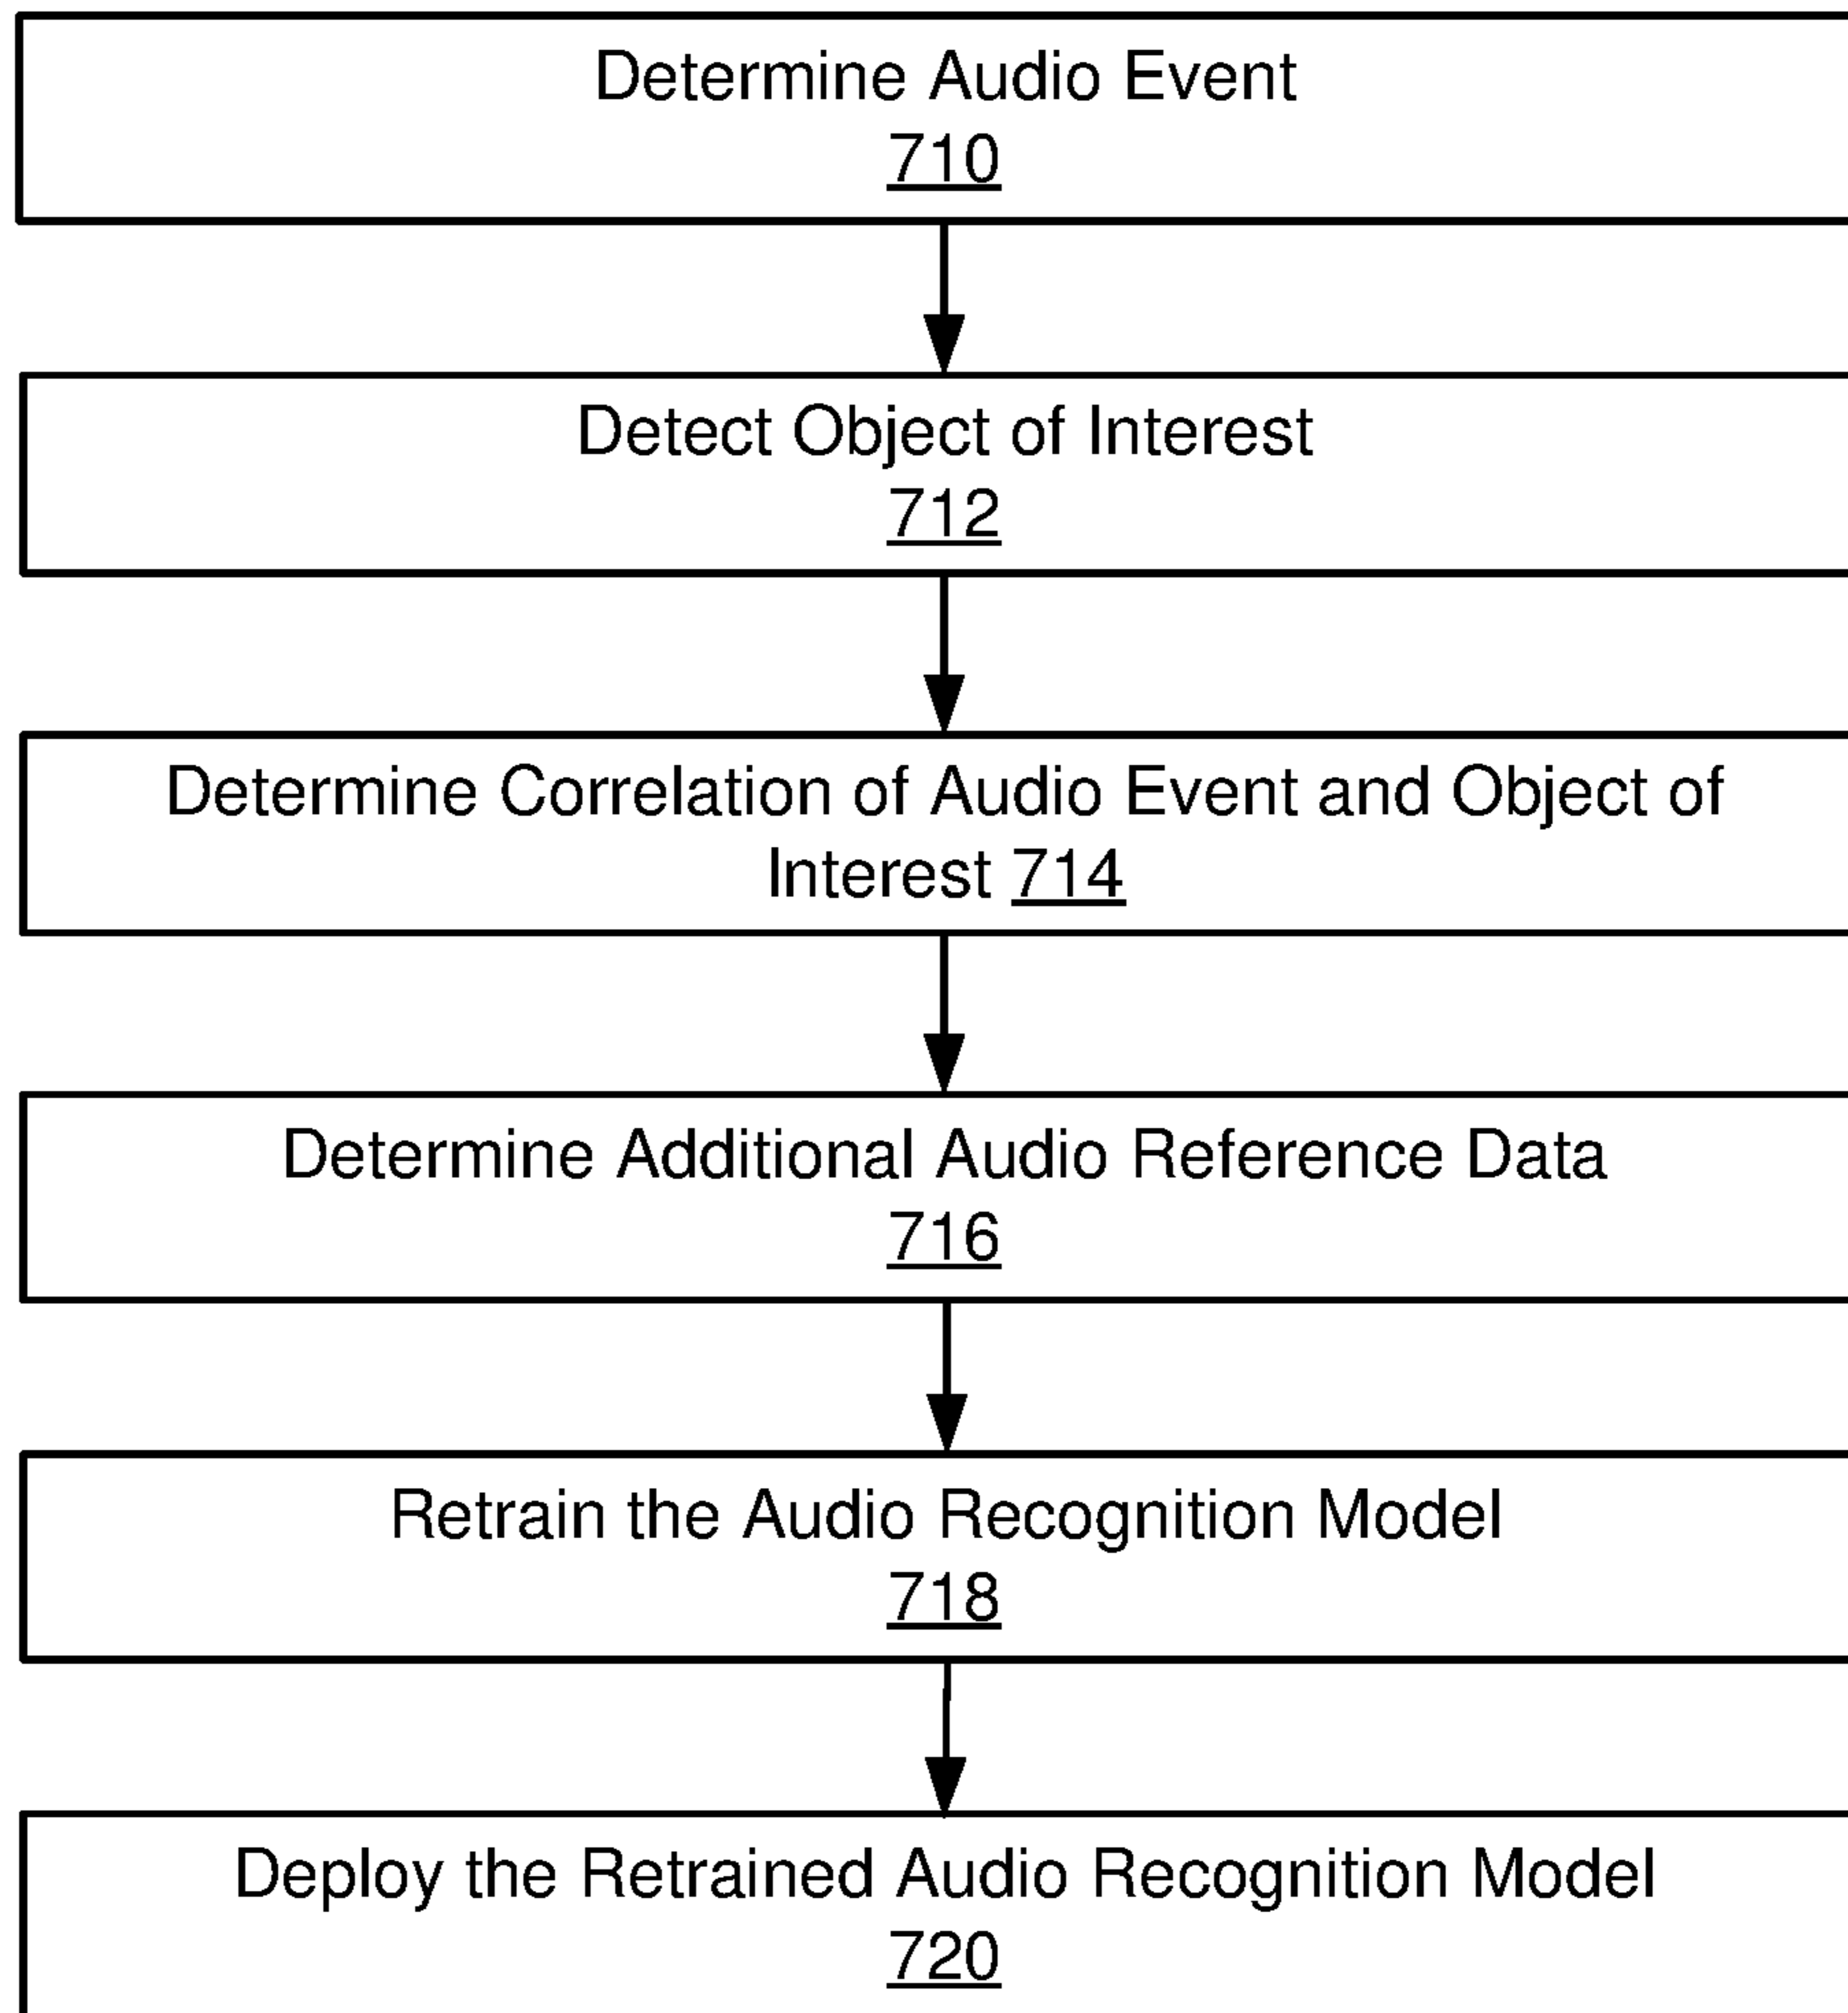 Determine Audio Event
710
Detect Object of Interest
712
Determine Correlation of Audio Event and Object of
Interest 714
Determine Additional Audio Reference Data
716
Retrain the Audio Recognition Model
718
Deploy the Retrained Audio Recognition Model
720